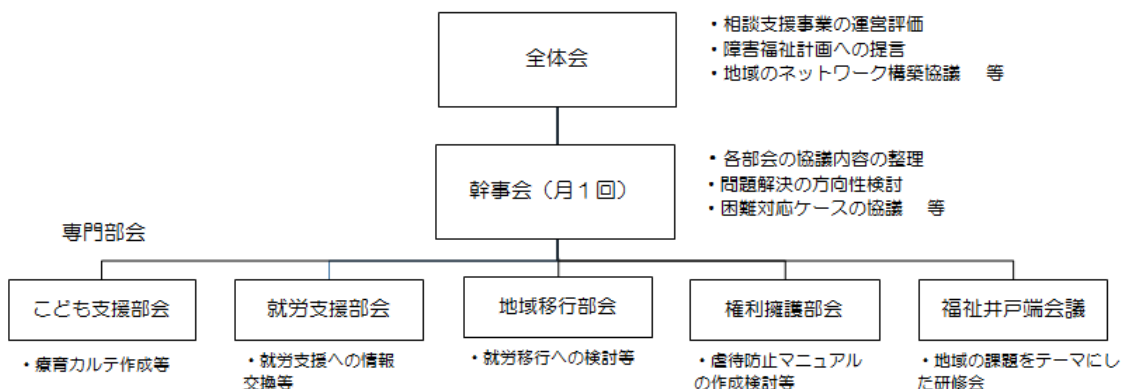 全体会
・相談支援事業の運営評価
・障害福祉計画への提言
・地域のネットワーク構築協議　等
幹事会（月１回）
・各部会の協議内容の整理
・問題解決の方向性検討
・困難対応ケースの協議　等
専門部会
こども支援部会
就労支援部会
地域移行部会
権利擁護部会
福祉井戸端会議
・療育カルテ作成等
・就労支援への情報
交換等
・就労移行への検討等
・虐待防止マニュアル
の作成検討等
・地域の課題をテーマにし
た研修会